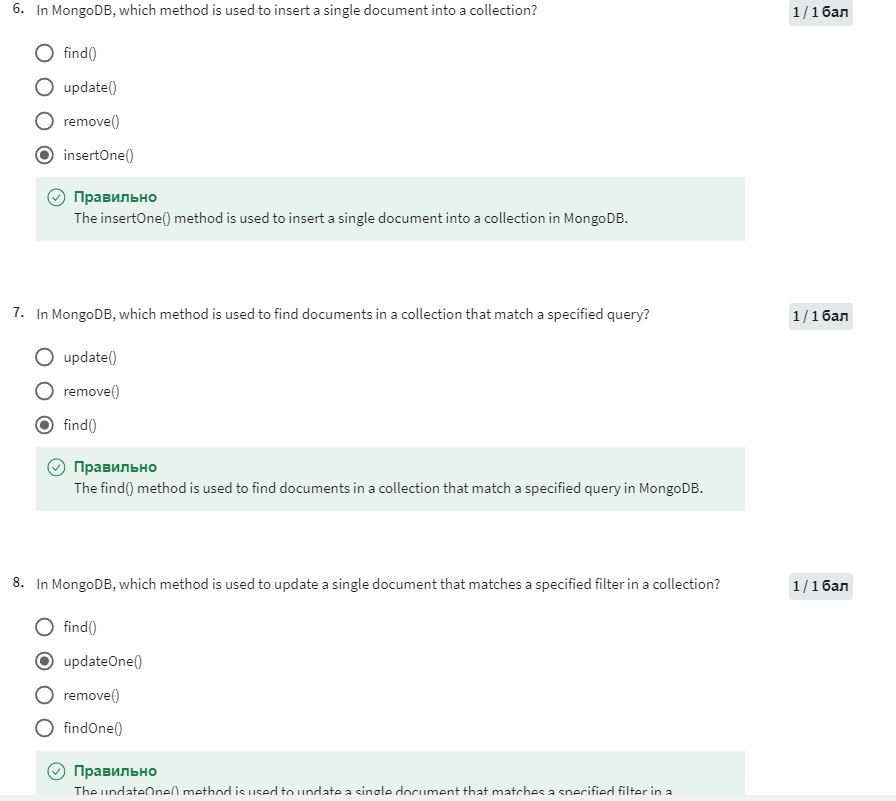 6. In MongoDB, which method is used to insert a single document into a collection? 1 / 1 бал
find()
update()
remove()
insertOne()
Правильно
The insertOne() method is used to insert a single document into a collection in MongoDB.
7. In MongoDB, which method is used to find documents in a collection that match a specified query? 1 / 1 бал
update()
remove()
find()
Правильно
The find() method is used to find documents in a collection that match a specified query in MongoDB.
8. In MongoDB, which method is used to update a single document that matches a specified filter in a collection? 1 / 1 бал
find()
updateOne()
remove()
findOne()
Правильно
The updateOne() method is used to update a single document that matches a specified filter in a